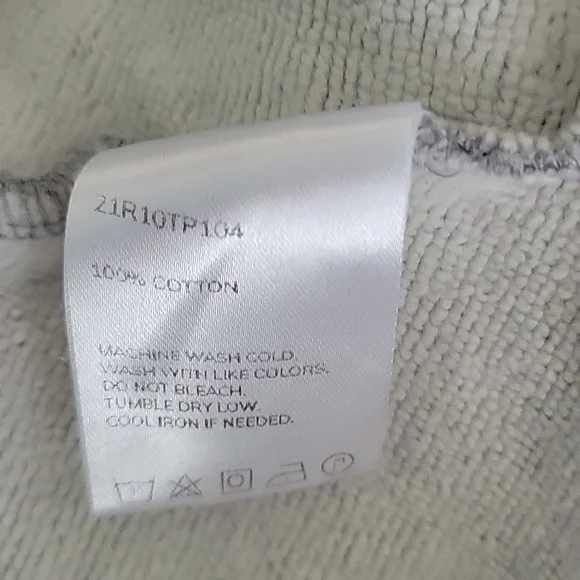 21R10TP104
100% COTTON
MACHINE WASH COLD.
WASH WITH LIKE COLORS.
DO NOT BLEACH.
TUMBLE DRY LOW.
COOL IRON IF NEEDED.